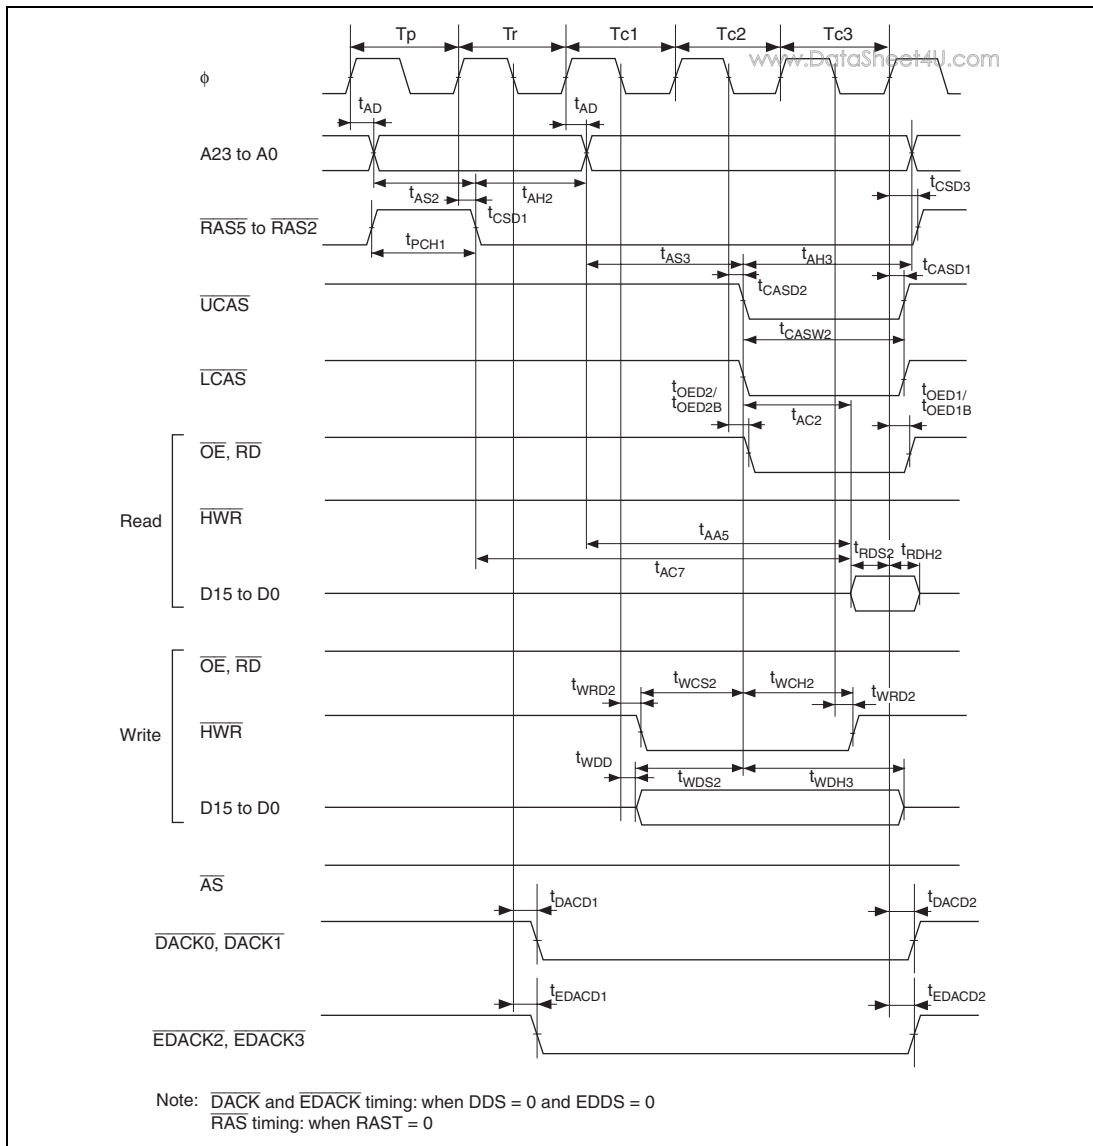 Tp Tr Tc1 Tc2 Tc3
www.DataSheet4U.com
ϕ
tAD tAD
A23 to A0
tAS2 tAH2 tCSD3
tCSD1
RAS5 to RAS2
tPCH1
tAS3 tAH3 tCASD1
tCASD2
UCAS
tCASW2
LCAS
tOED2/ tOED1/
tOED2B tAC2 tOED1B
OE, RD
Read
HWR
tAA5
tRDS2 tRDH2
tAC7
D15 to D0
OE, RD
tWRD2 tWCS2 tWCH2 tWRD2
Write
HWR
tWDD tWDS2 tWDH3
D15 to D0
AS
tDACD1 tDACD2
DACK0, DACK1
tEDACD1 tEDACD2
EDACK2, EDACK3
Note: DACK and EDACK timing: when DDS = 0 and EDDS = 0
RAS timing: when RAST = 0